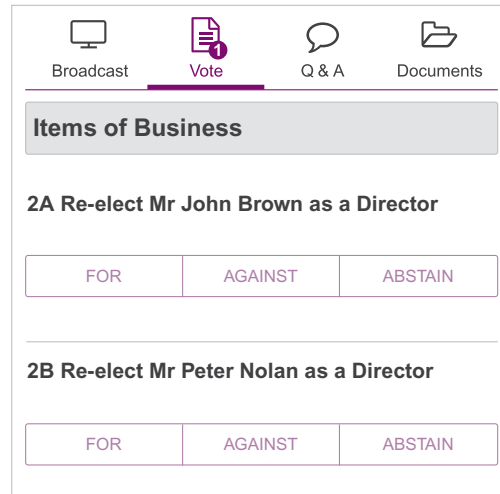 1
Broadcast Vote Q & A Documents
Items of Business
2A Re-elect Mr John Brown as a Director
FOR AGAINST ABSTAIN
2B Re-elect Mr Peter Nolan as a Director
FOR AGAINST ABSTAIN